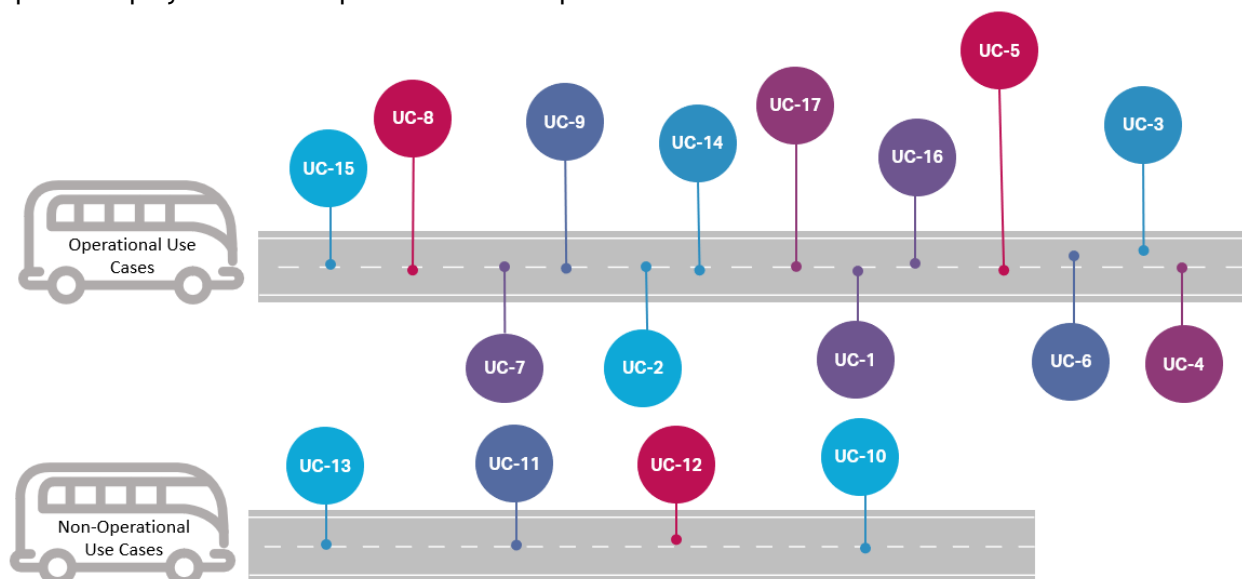 UC-5
UC-8
UC-17
UC-9
UC-3
UC-14
UC-16
UC-15
Operational Use
Cases
UC-7
UC-2
UC-1
UC-6
UC-4
UC-13
UC-11
UC-12
UC-10
Non-Operational
Use Cases